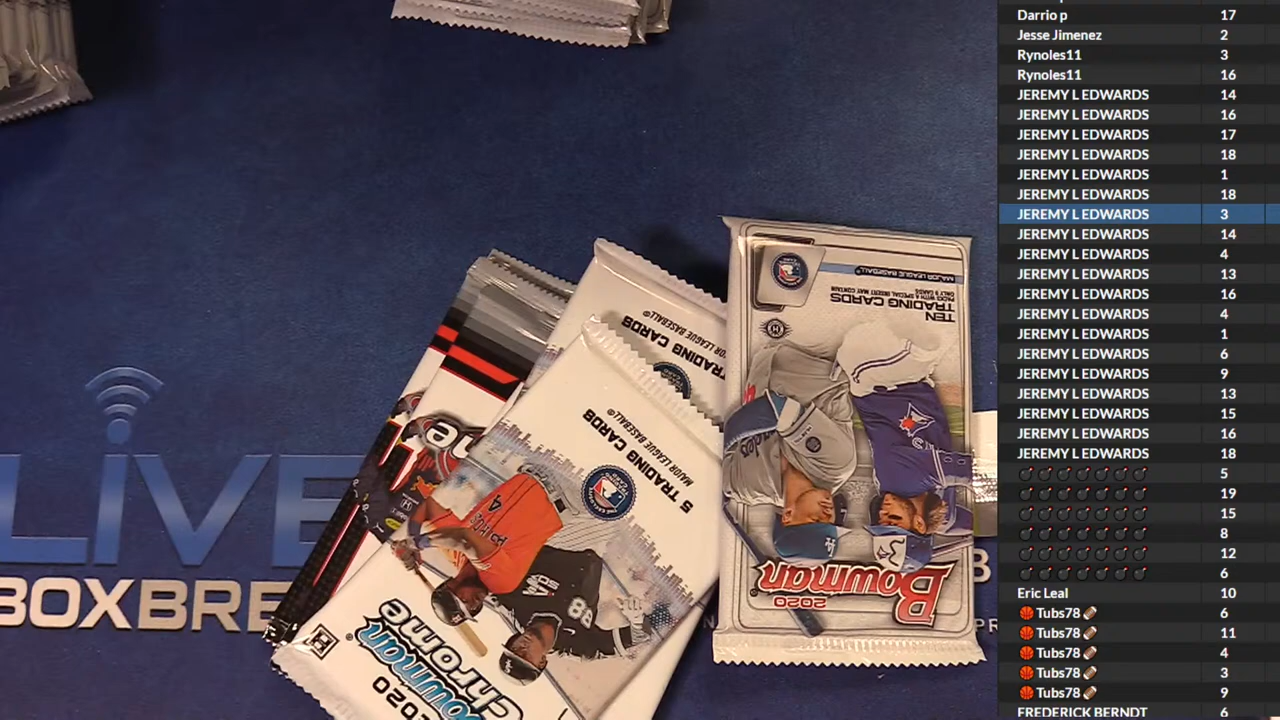 Darrio p 17
Jesse Jimenez 2
Rynoles11 3
Rynoles11 16
JEREMY L EDWARDS 14
JEREMY L EDWARDS 16
JEREMY L EDWARDS 17
JEREMY L EDWARDS 18
JEREMY L EDWARDS 1
JEREMY L EDWARDS 18
JEREMY L EDWARDS 3
JEREMY L EDWARDS 14
JEREMY L EDWARDS 4
JEREMY L EDWARDS 13
JEREMY L EDWARDS 16
JEREMY L EDWARDS 4
JEREMY L EDWARDS 1
JEREMY L EDWARDS 6
JEREMY L EDWARDS 9
JEREMY L EDWARDS 13
JEREMY L EDWARDS 15
JEREMY L EDWARDS 16
JEREMY L EDWARDS 18
💣💣💣💣💣💣💣 5
💣💣💣💣💣💣💣 19
💣💣💣💣💣💣💣 15
💣💣💣💣💣💣💣 8
💣💣💣💣💣💣💣 12
💣💣💣💣💣💣💣 6
Eric Leal 10
🏀 Tubs78 🏈 6
🏀 Tubs78 🏈 11
🏀 Tubs78 🏈 4
🏀 Tubs78 🏈 3
🏀 Tubs78 🏈 9
FREDERICK BERNDT 6
LIVE
BOXBRE
2020
Bowman
TEN
TRADING CARDS
MAJOR LEAGUE BASEBALL®
2020
Bowman
Chrome
5 TRADING CARDS
MAJOR LEAGUE BASEBALL®
TRADING CARDS